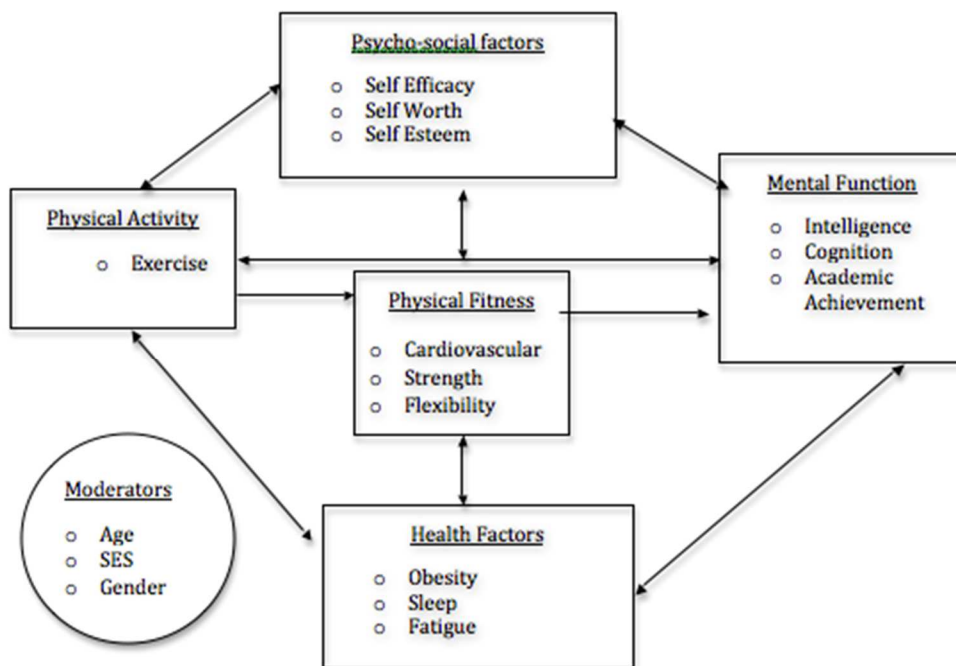 Psycho-social factors
o Self Efficacy
o Self Worth
o Self Esteem
Physical Activity
o Exercise
Mental Function
o Intelligence
o Cognition
o Academic
Achievement
Physical Fitness
o Cardiovascular
o Strength
o Flexibility
Moderators
o Age
o SES
o Gender
Health Factors
o Obesity
o Sleep
o Fatigue